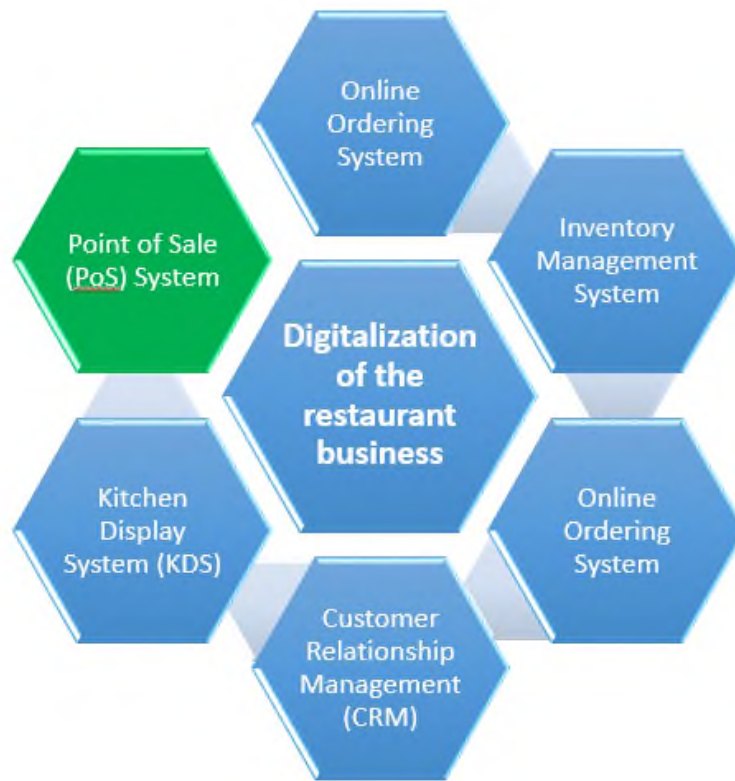 Online
Ordering
System
Point of Sale
(PoS) System
Inventory
Management
System
Digitalization
of the
restaurant
business
Kitchen
Display
System (KDS)
Online
Ordering
System
Customer
Relationship
Management
(CRM)